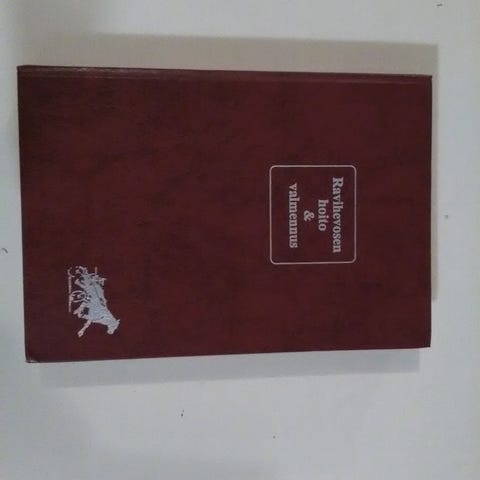 Ravihevosen
hoito
&
valmennus